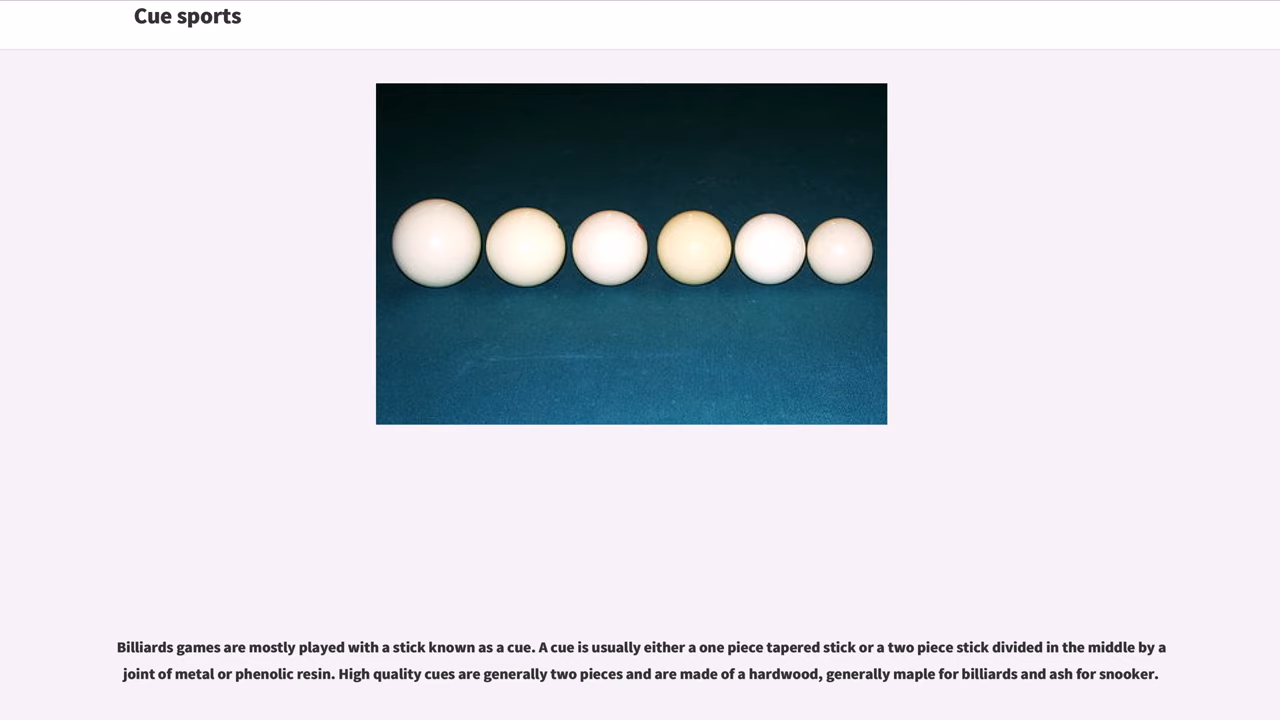 Cue sports
Billiards games are mostly played with a stick known as a cue. A cue is usually either a one piece tapered stick or a two piece stick divided in the middle by a
joint of metal or phenolic resin. High quality cues are generally two pieces and are made of a hardwood, generally maple for billiards and ash for snooker.